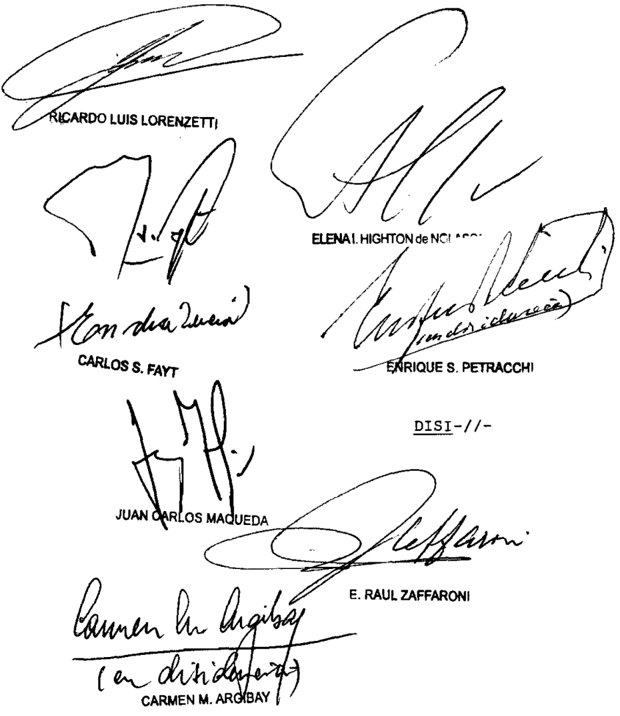 RICARDO LUIS LORENZETTI
ELENA I. HIGHTON de
(En disidencia)
CARLOS S. FAYT
(en disidencia)
ENRIQUE S. PETRACCHI
DISI-//-
JUAN CARLOS MAQUEDA
Zaffaroni
E. RAUL ZAFFARONI
Carmen M. Argibay
(en disidencia)
CARMEN M. ARGIBAY